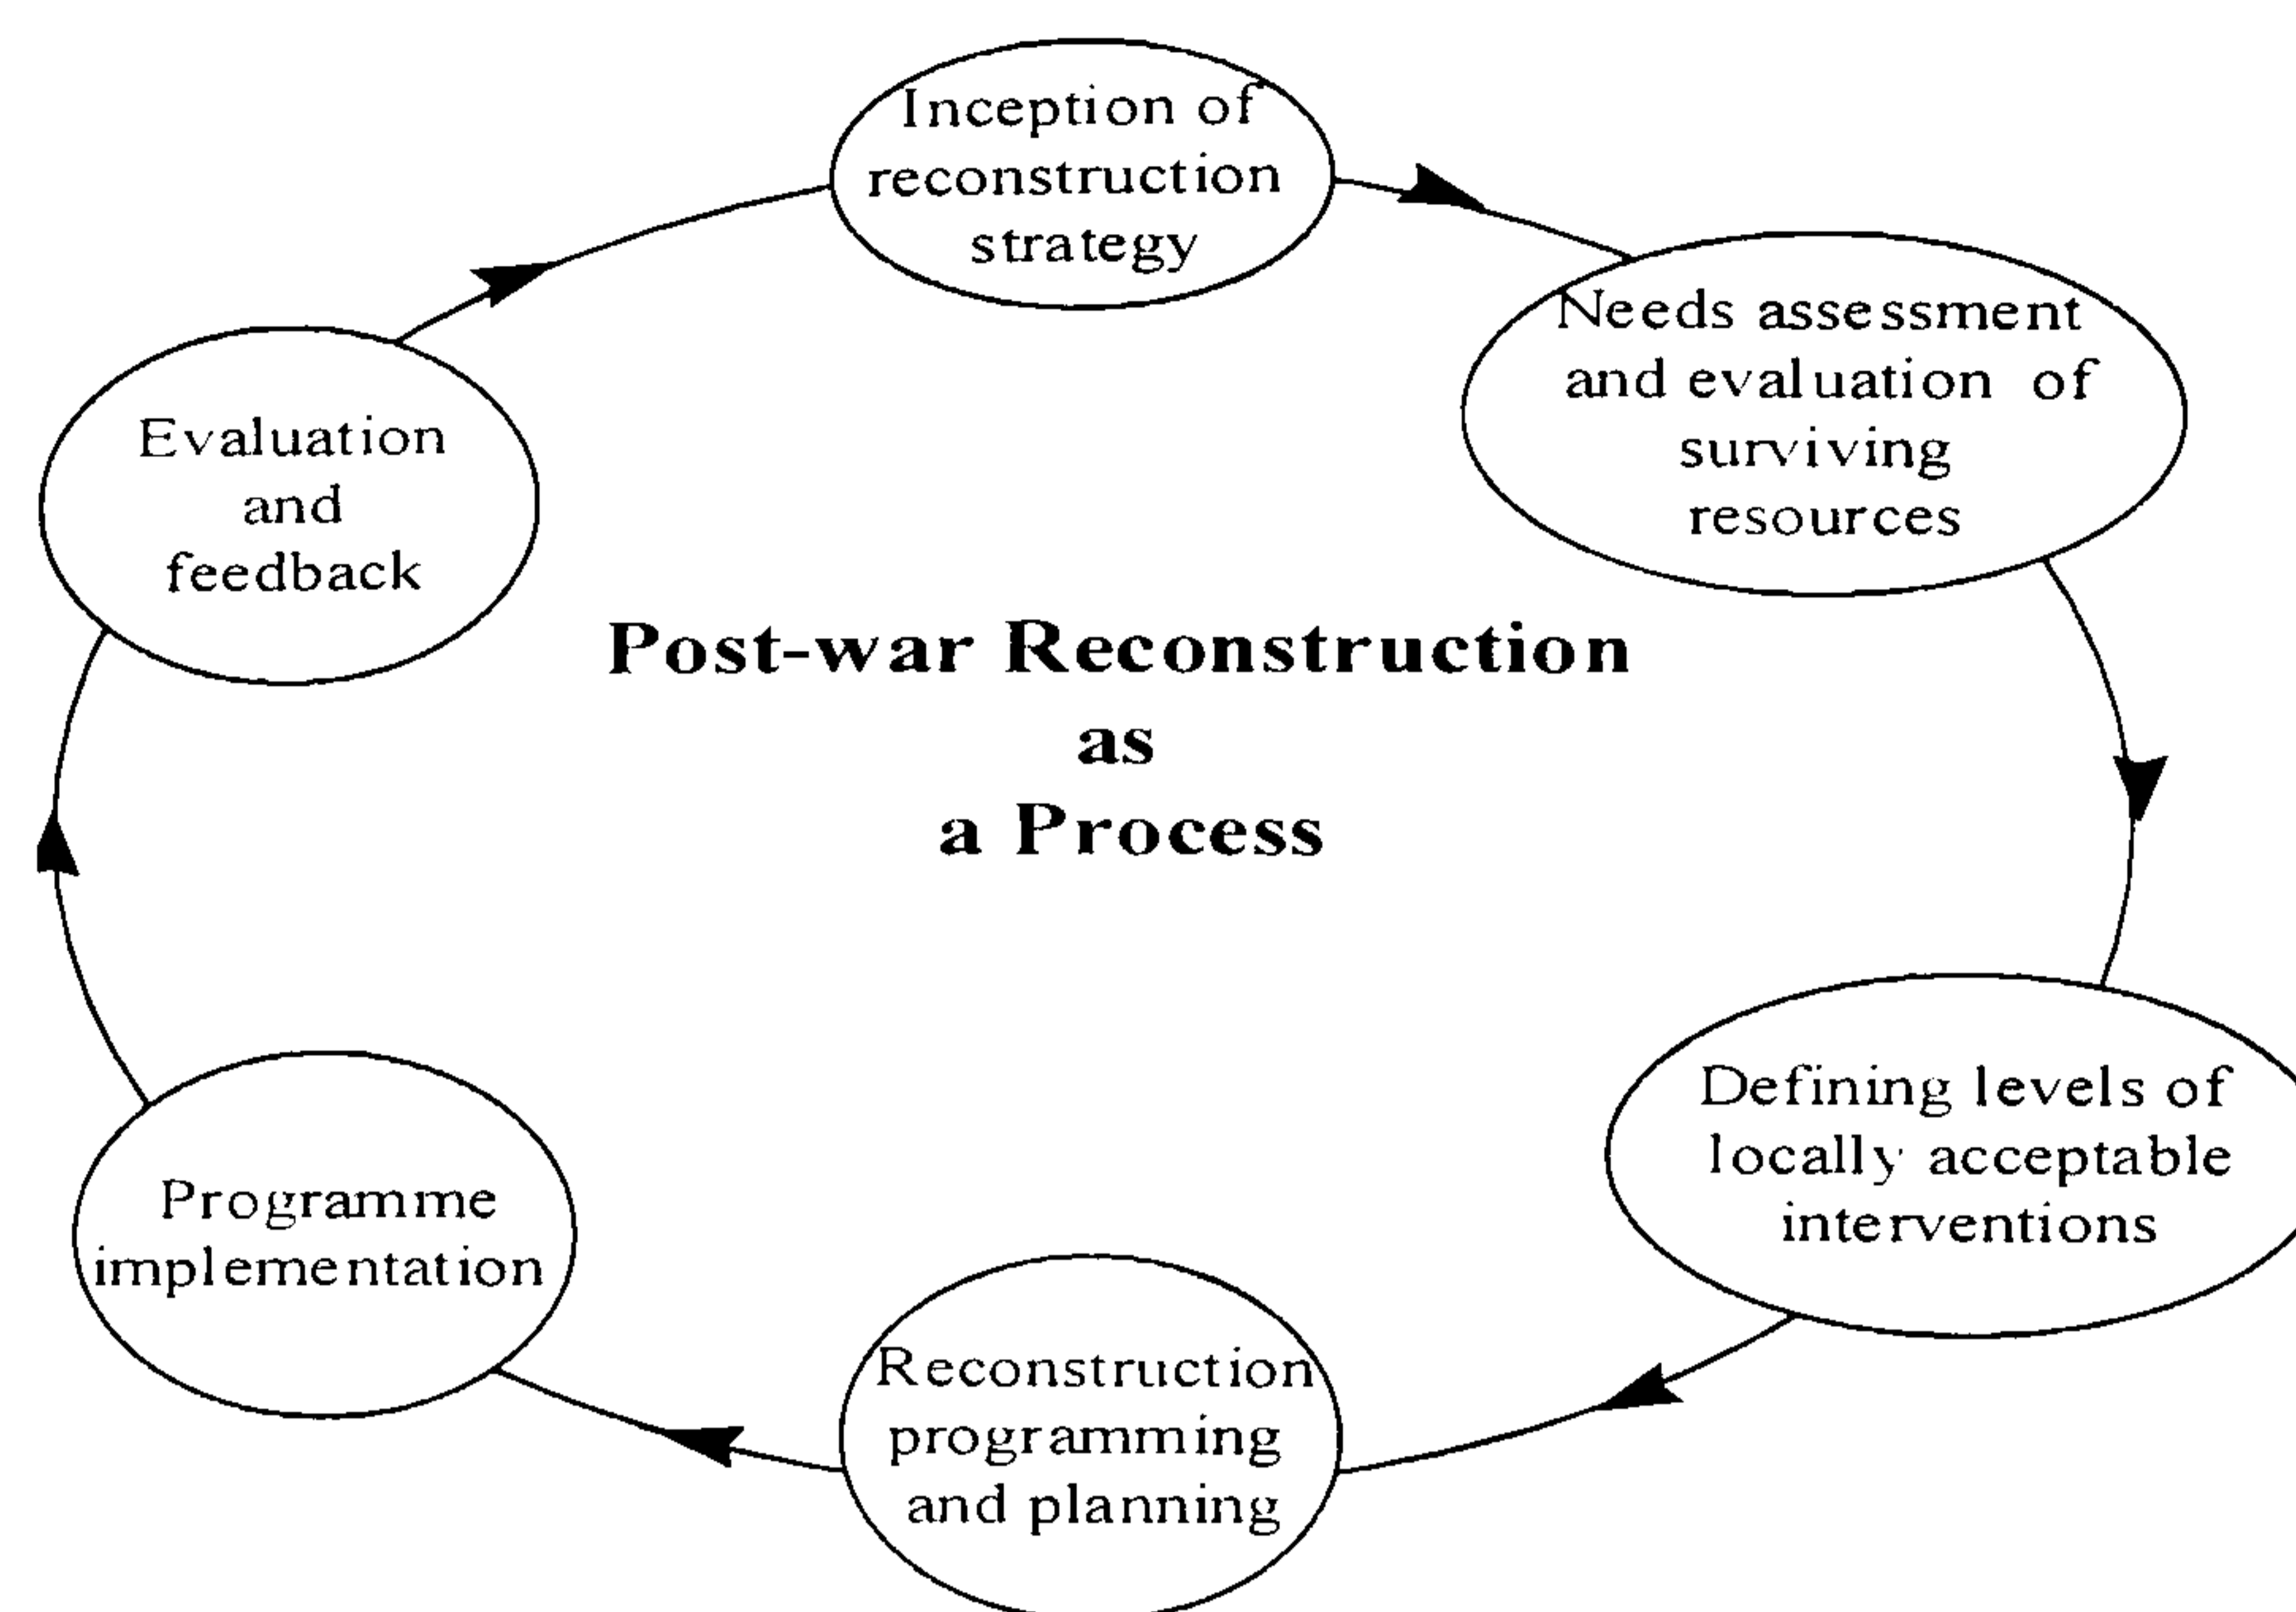 Inception of
reconstruction
strategy
Needs assessment
and evaluation of
surviving
resources
Evaluation
and
feedback
Post-war Reconstruction
as
a Process
Defining levels of
locally acceptable
interventions
Programme
implementation
Reconstruction
programming
and planning